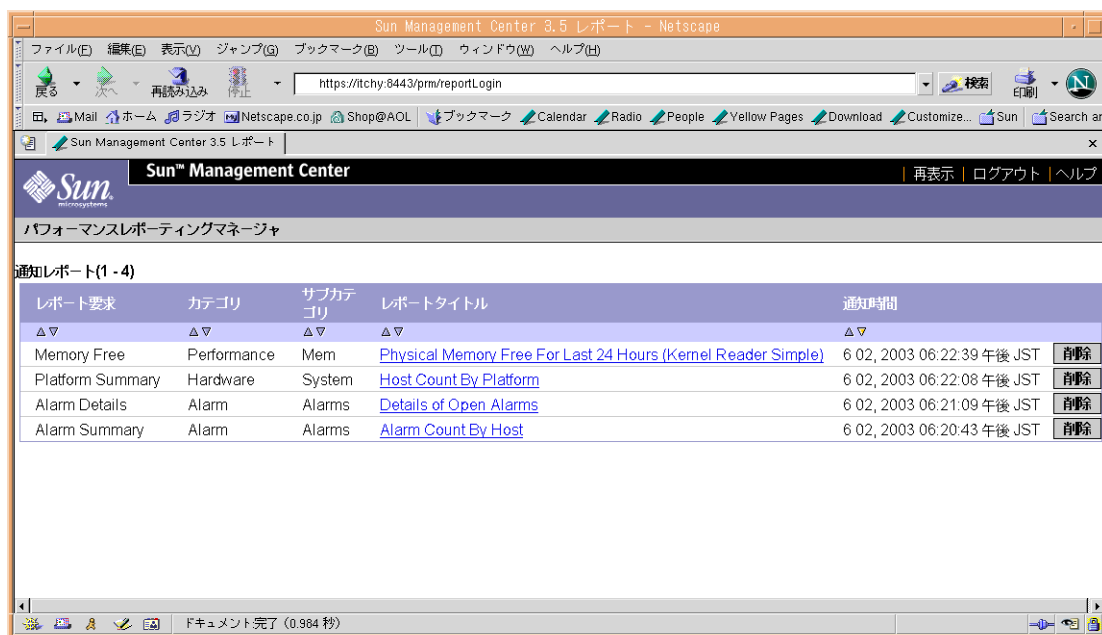 Sun Management Center 3.5 レポート - Netscape
ファイル(F) 編集(E) 表示(V) ジャンプ(G) ブックマーク(B) ツール(T) ウィンドウ(W) ヘルプ(H)
戻る 次へ 再読み込み 停止 https://itchy:8443/prm/reportLogin 検索 印刷 N
Mail ホーム ラジオ Netscape.co.jp Shop@AOL ブックマーク Calendar Radio People Yellow Pages Download Customize... Sun Search ar
Sun Management Center 3.5 レポート x
Sun microsystems Sun™ Management Center | 再表示 | ログアウト | ヘルプ
パフォーマンスレポーティングマネージャ
通知レポート(1 - 4)
レポート要求 カテゴリ サブカテゴリ レポートタイトル 通知時間
Memory Free Performance Mem Physical Memory Free For Last 24 Hours (Kernel Reader Simple) 6 02, 2003 06:22:39 午後 JST 削除
Platform Summary Hardware System Host Count By Platform 6 02, 2003 06:22:08 午後 JST 削除
Alarm Details Alarm Alarms Details of Open Alarms 6 02, 2003 06:21:09 午後 JST 削除
Alarm Summary Alarm Alarms Alarm Count By Host 6 02, 2003 06:20:43 午後 JST 削除
ドキュメント完了 (0.984 秒)